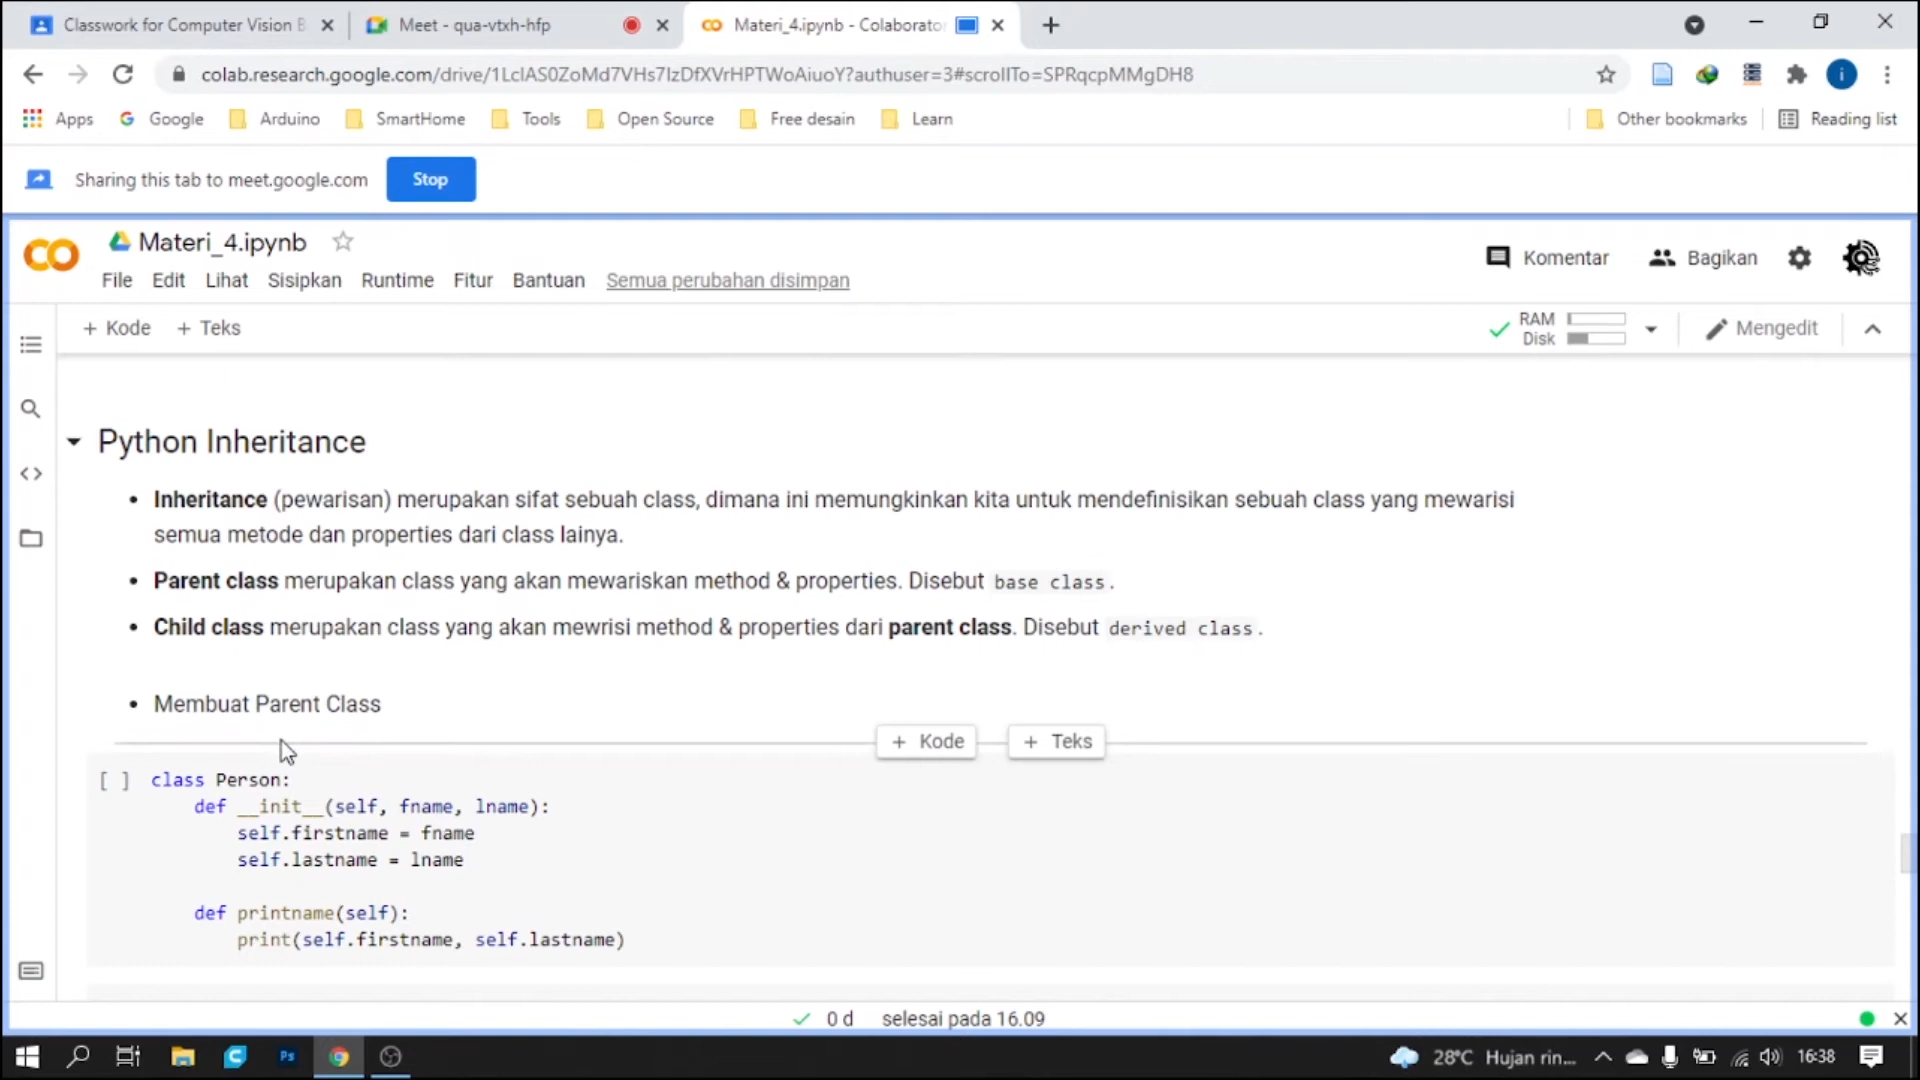 Classwork for Computer Vision B
Meet - qua-vtxh-hfp
Materi_4.ipynb - Colaborator
colab.research.google.com/drive/1LclAS0ZoMd7VHs7IzDfXVrHPTWoAiuoY?authuser=3#scrollTo=SPRqcpMMgDH8
i
Apps
Google
Arduino
SmartHome
Tools
Open Source
Free desain
Learn
Other bookmarks
Reading list
Sharing this tab to meet.google.com
Stop
CO
Materi_4.ipynb
Komentar
Bagikan
File Edit Lihat Sisipkan Runtime Fitur Bantuan Semua perubahan disimpan
+ Kode + Teks
RAM
Disk
Mengedit
Python Inheritance
• Inheritance (pewarisan) merupakan sifat sebuah class, dimana ini memungkinkan kita untuk mendefinisikan sebuah class yang mewarisi
semua metode dan properties dari class lainya.
• Parent class merupakan class yang akan mewariskan method & properties. Disebut base class.
• Child class merupakan class yang akan mewrisi method & properties dari parent class. Disebut derived class.
• Membuat Parent Class
+ Kode + Teks
[ ] class Person:
def __init__(self, fname, lname):
self.firstname = fname
self.lastname = lname
def printname(self):
print(self.firstname, self.lastname)
0 d selesai pada 16.09
Ps
28°C Hujan rin...
16:38